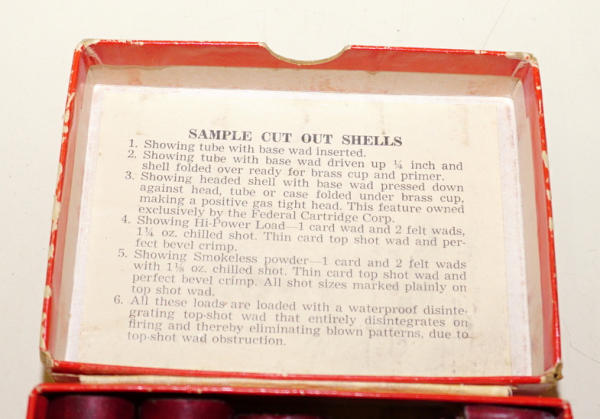 SAMPLE CUT OUT SHELLS
1. Showing tube with base wad inserted.
2. Showing tube with base wad driven up ¼ inch and
shell folded over ready for brass cup and primer.
3. Showing headed shell with base wad pressed down
against head, tube or case folded under brass cup,
making a positive gas tight head. This feature owned
exclusively by the Federal Cartridge Corp.
4. Showing Hi-Power Load—1 card wad and 2 felt wads,
1¼ oz. chilled shot. Thin card top shot wad and per-
fect bevel crimp.
5. Showing Smokeless powder—1 card and 2 felt wads
with 1⅛ oz. chilled shot. Thin card top shot wad and
perfect bevel crimp. All shot sizes marked plainly on
top shot wad.
6. All these loads are loaded with a waterproof disinte-
grating top-shot wad that entirely disintegrates on
firing and thereby eliminating blown patterns, due to
top-shot wad obstruction.